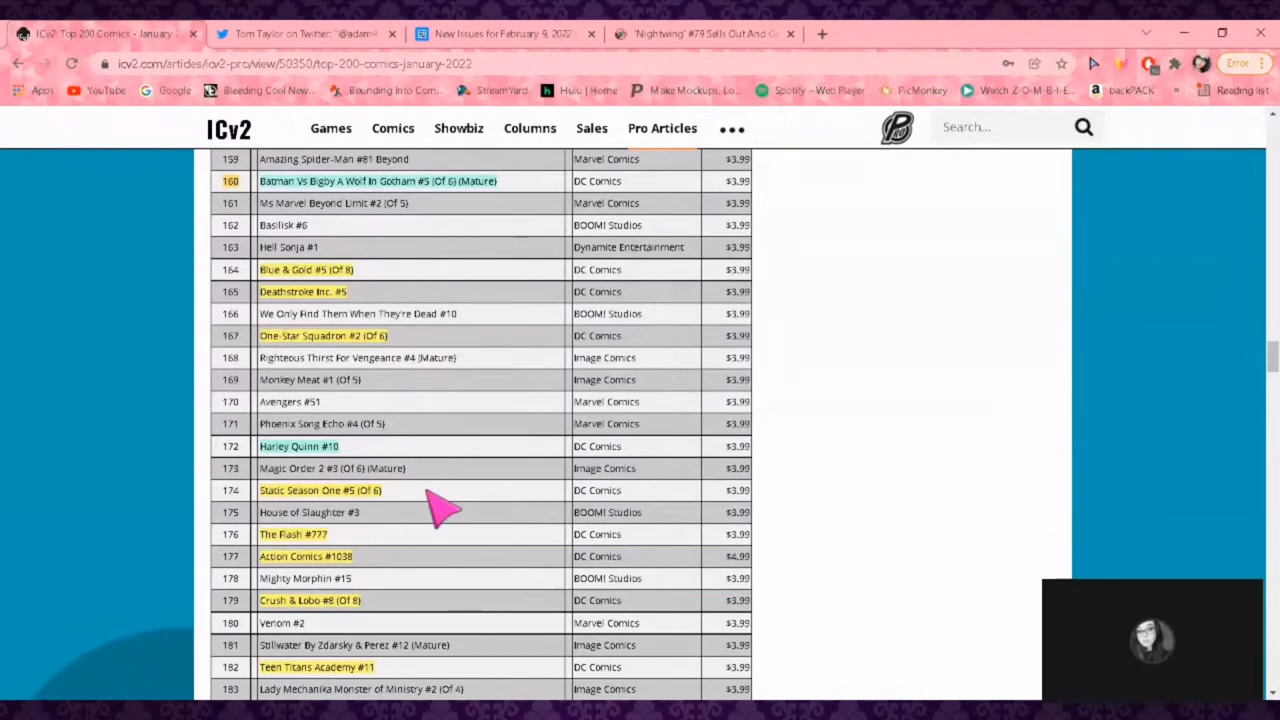 ICv2: Top 200 Comics - January 2
Tom Taylor on Twitter: "@adam4
New Issues for February 9, 2022
'Nightwing' #79 Sells Out And Ge
icv2.com/articles/icv2-pro/view/50350/top-200-comics-january-2022
Error
Apps YouTube Google Bleeding Cool New... Bounding Into Com... StreamYard Hulu | Home Make Mockups, Lo... Spotify – Web Player PicMonkey Watch Z-O-M-B-I-E... backPACK » Reading list
ICv2 Games Comics Showbiz Columns Sales Pro Articles ••• PRO Search...
159 Amazing Spider-Man #81 Beyond Marvel Comics $3.99
160 Batman Vs Bigby A Wolf In Gotham #5 (Of 6) (Mature) DC Comics $3.99
161 Ms Marvel Beyond Limit #2 (Of 5) Marvel Comics $3.99
162 Basilisk #6 BOOM! Studios $3.99
163 Hell Sonja #1 Dynamite Entertainment $3.99
164 Blue & Gold #5 (Of 8) DC Comics $3.99
165 Deathstroke Inc. #5 DC Comics $3.99
166 We Only Find Them When They're Dead #10 BOOM! Studios $3.99
167 One-Star Squadron #2 (Of 6) DC Comics $3.99
168 Righteous Thirst For Vengeance #4 (Mature) Image Comics $3.99
169 Monkey Meat #1 (Of 5) Image Comics $3.99
170 Avengers #51 Marvel Comics $3.99
171 Phoenix Song Echo #4 (Of 5) Marvel Comics $3.99
172 Harley Quinn #10 DC Comics $3.99
173 Magic Order 2 #3 (Of 6) (Mature) Image Comics $3.99
174 Static Season One #5 (Of 6) DC Comics $3.99
175 House of Slaughter #3 BOOM! Studios $3.99
176 The Flash #777 DC Comics $3.99
177 Action Comics #1038 DC Comics $4.99
178 Mighty Morphin #15 BOOM! Studios $3.99
179 Crush & Lobo #8 (Of 8) DC Comics $3.99
180 Venom #2 Marvel Comics $3.99
181 Stillwater By Zdarsky & Perez #12 (Mature) Image Comics $3.99
182 Teen Titans Academy #11 DC Comics $3.99
183 Lady Mechanika Monster of Ministry #2 (Of 4) Image Comics $3.99